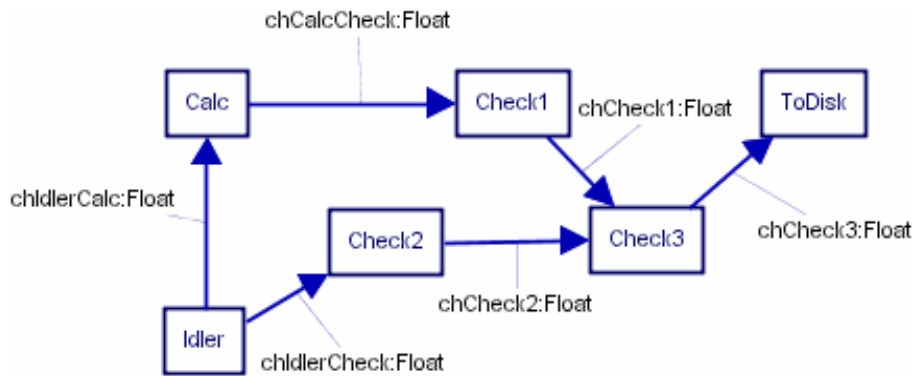 chCalcCheck:Float
Calc
Check1
ToDisk
chCheck1:Float
chIdlerCalc:Float
Check2
Check3
chCheck3:Float
chCheck2:Float
Idler
chIdlerCheck:Float